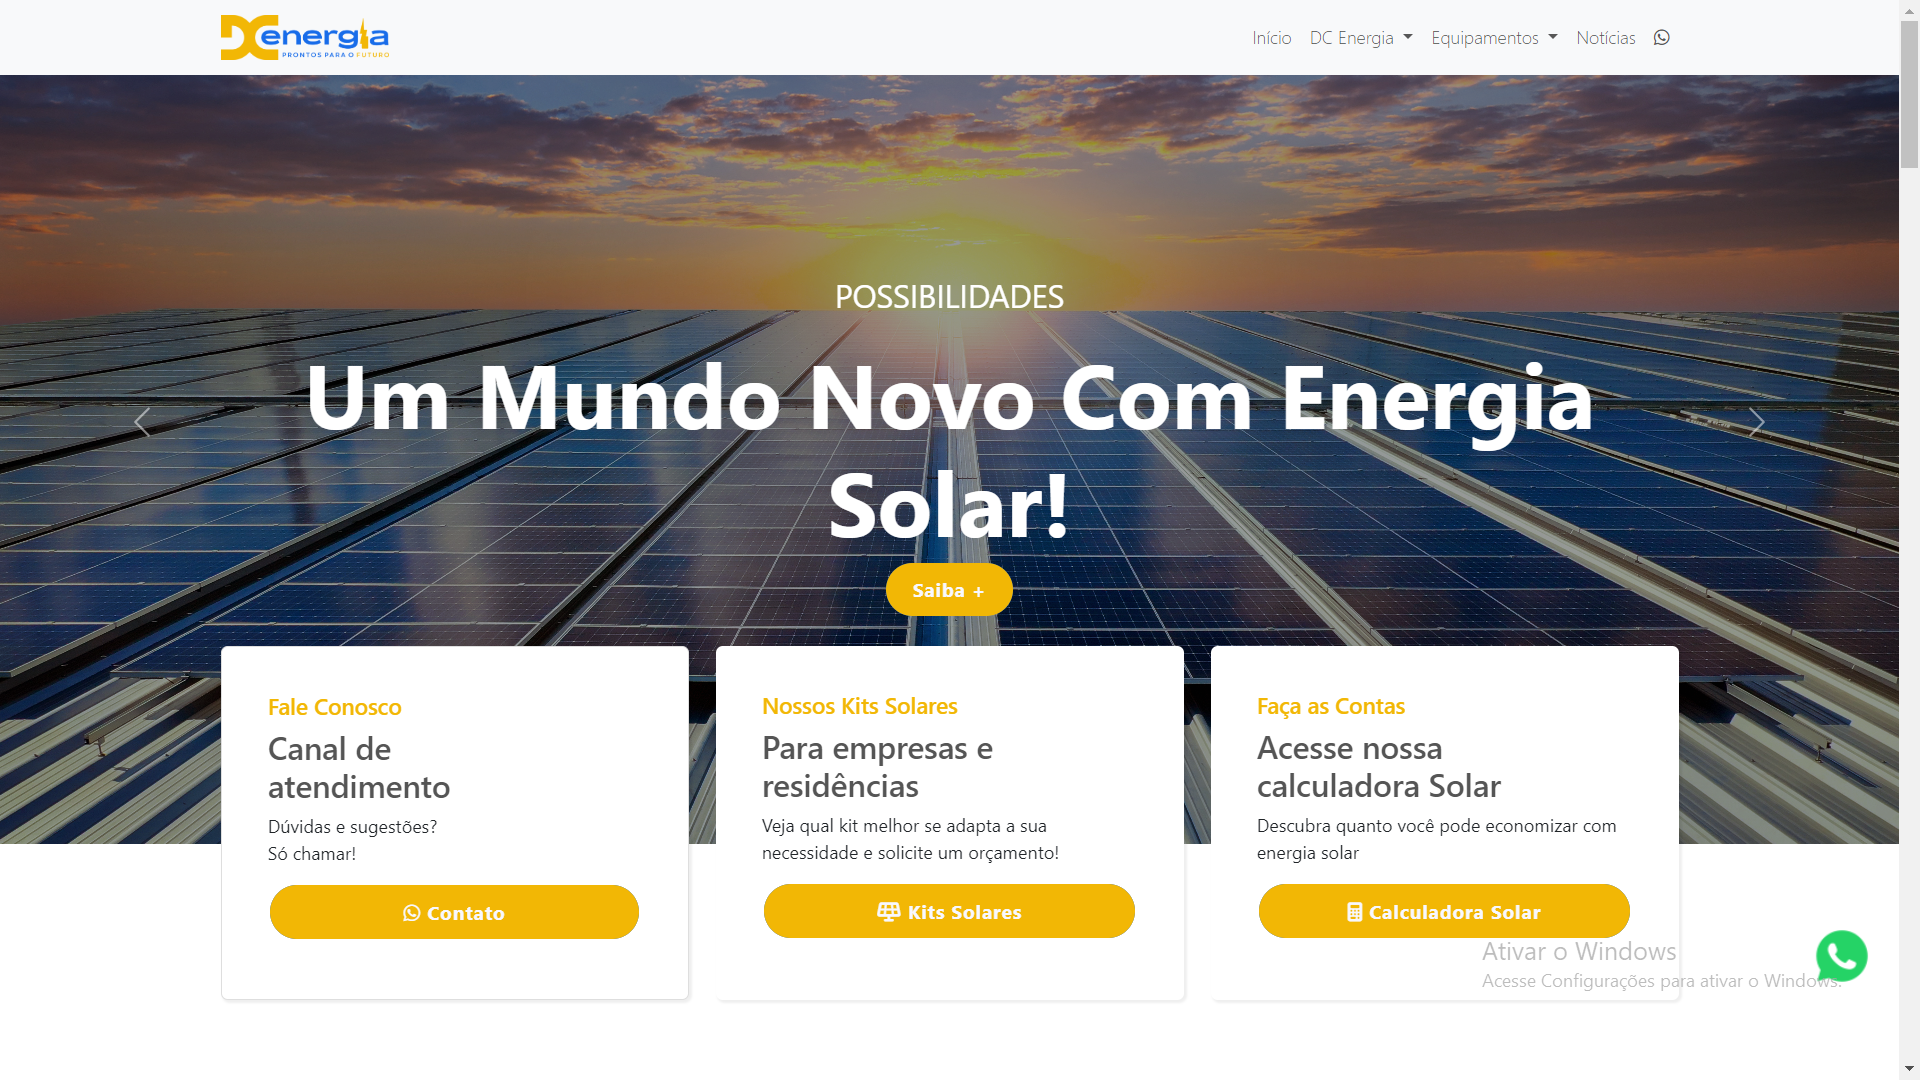 DC energia
PRONTOS PARA O FUTURO
Início
DC Energia
Equipamentos
Notícias
POSSIBILIDADES
Um Mundo Novo Com Energia
Solar!
Saiba +
Fale Conosco
Canal de
atendimento
Dúvidas e sugestões?
Só chamar!
Contato
Nossos Kits Solares
Para empresas e
residências
Veja qual kit melhor se adapta a sua
necessidade e solicite um orçamento!
Kits Solares
Faça as Contas
Acesse nossa
calculadora Solar
Descubra quanto você pode economizar com
energia solar
Calculadora Solar
Ativar o Windows
Acesse Configurações para ativar o Windows.